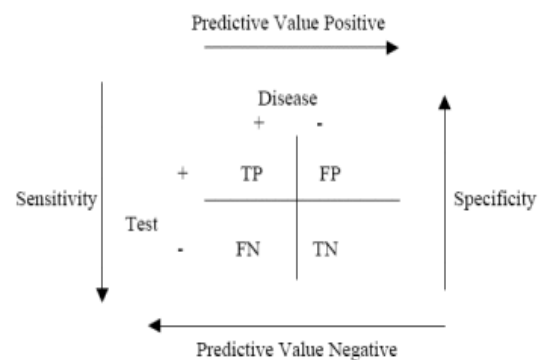 Predictive Value Positive
Disease
+ -
+ TP FP
Sensitivity Specificity
Test
- FN TN
Predictive Value Negative